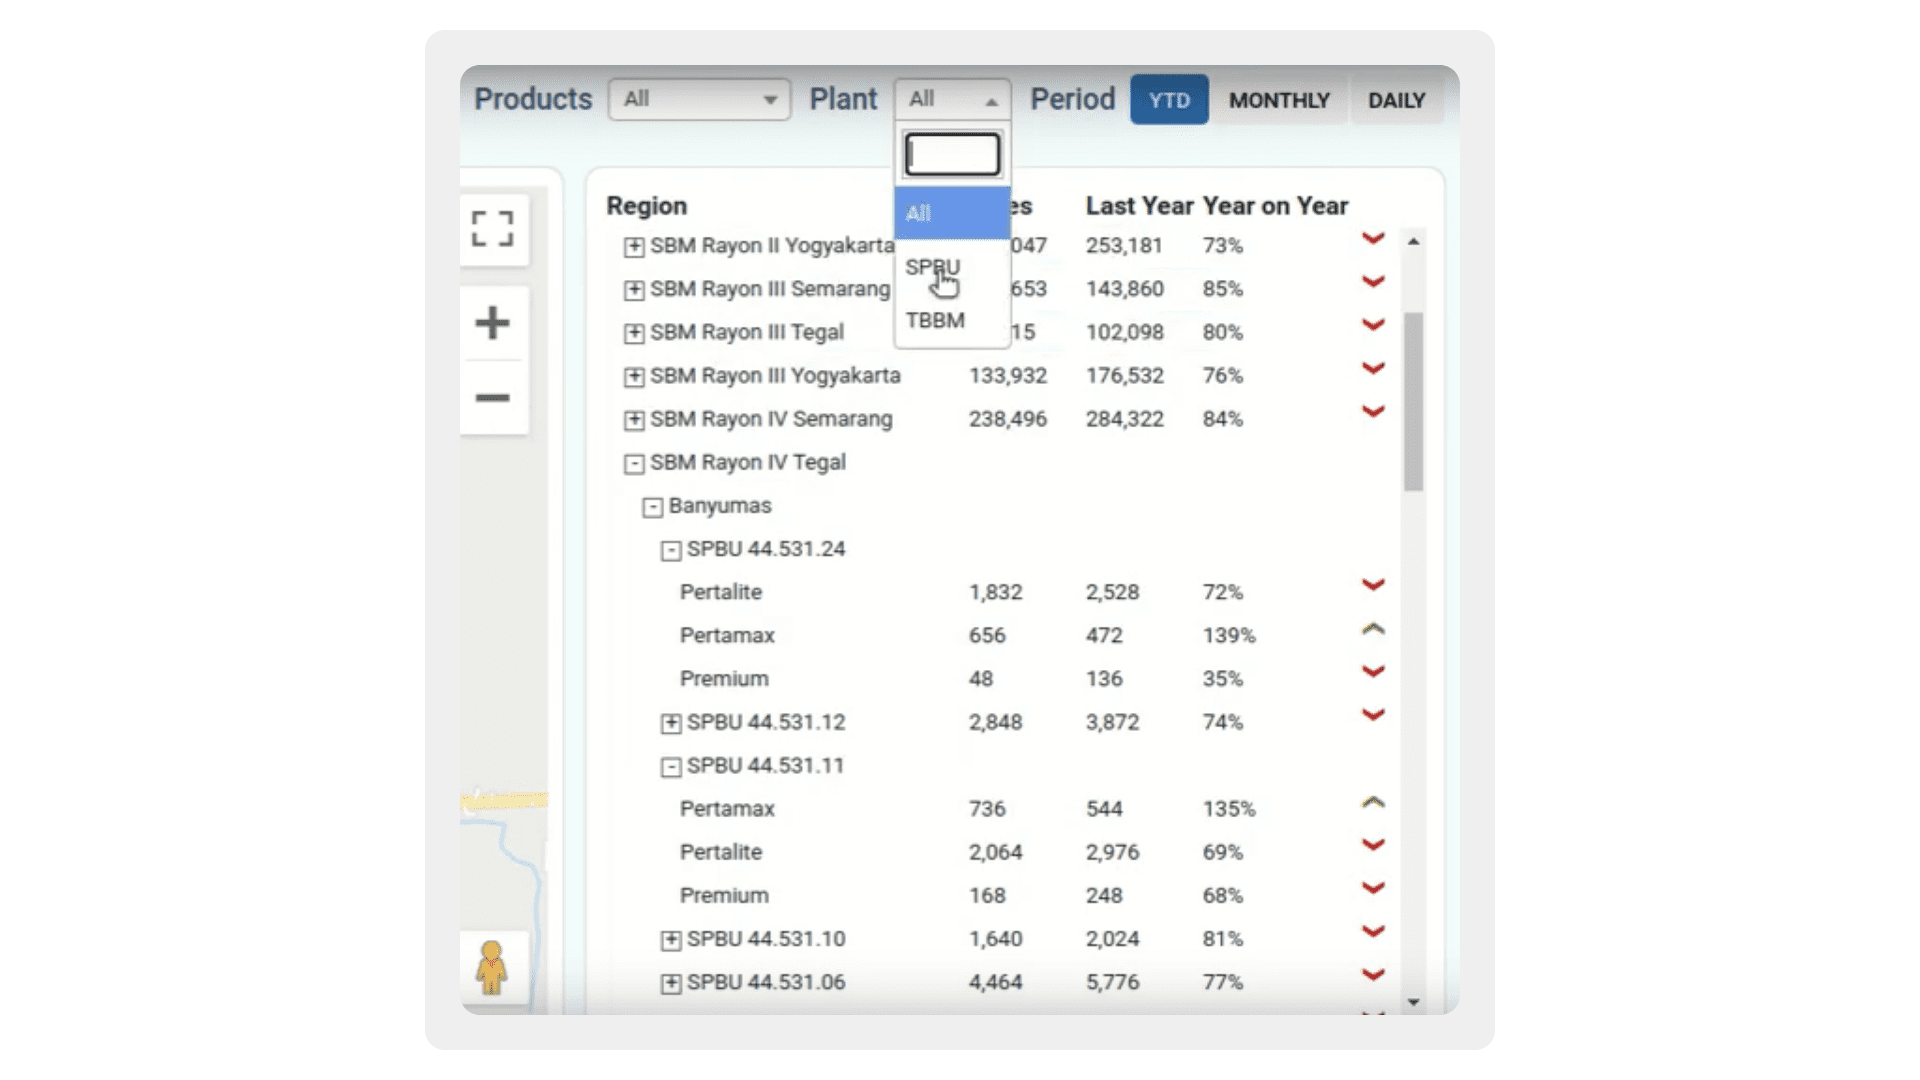 Products All Plant All Period YTD MONTHLY DAILY
All
SPBU
TBBM
Region es Last Year Year on Year
+ SBM Rayon II Yogyakarta 047 253,181 73%
+ SBM Rayon III Semarang 653 143,860 85%
+ SBM Rayon III Tegal 15 102,098 80%
+ SBM Rayon III Yogyakarta 133,932 176,532 76%
+ SBM Rayon IV Semarang 238,496 284,322 84%
- SBM Rayon IV Tegal
- Banyumas
- SPBU 44.531.24
Pertalite 1,832 2,528 72%
Pertamax 656 472 139%
Premium 48 136 35%
+ SPBU 44.531.12 2,848 3,872 74%
- SPBU 44.531.11
Pertamax 736 544 135%
Pertalite 2,064 2,976 69%
Premium 168 248 68%
+ SPBU 44.531.10 1,640 2,024 81%
+ SPBU 44.531.06 4,464 5,776 77%